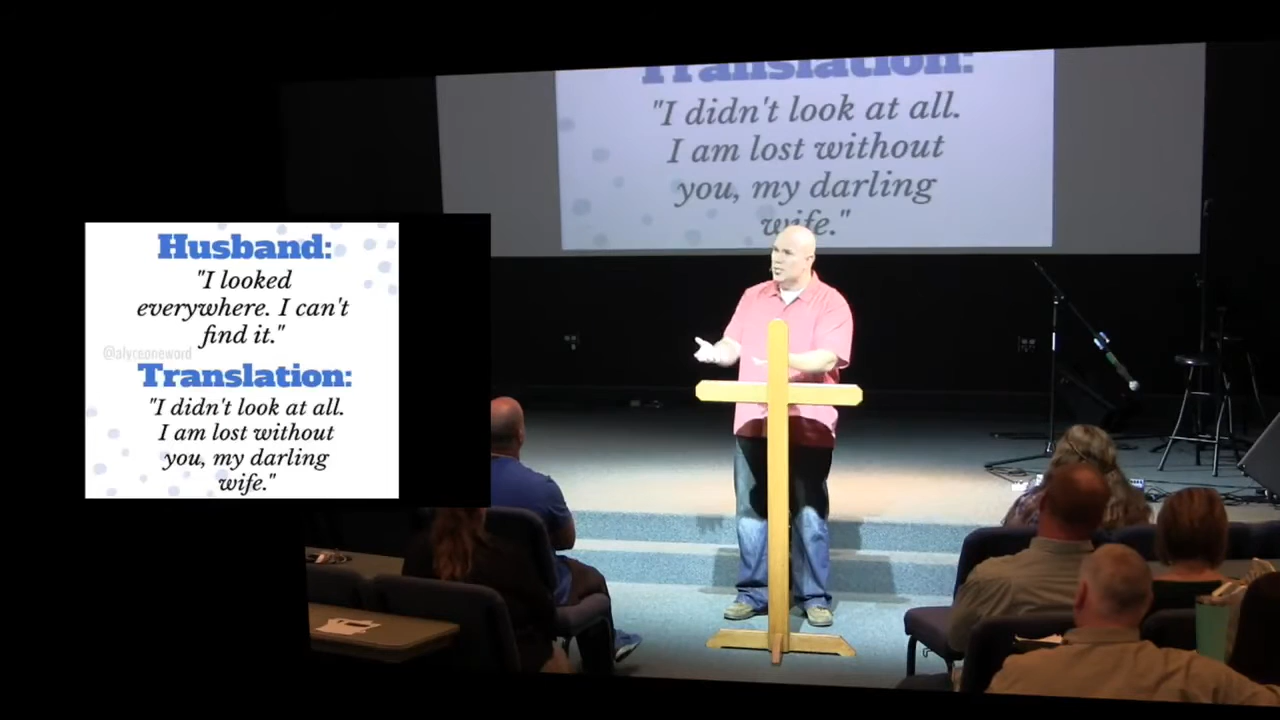 Translation:
"I didn't look at all.
I am lost without
you, my darling
wife."
Husband:
"I looked
everywhere. I can't
find it."
@alyceoneword
Translation:
"I didn't look at all.
I am lost without
you, my darling
wife."